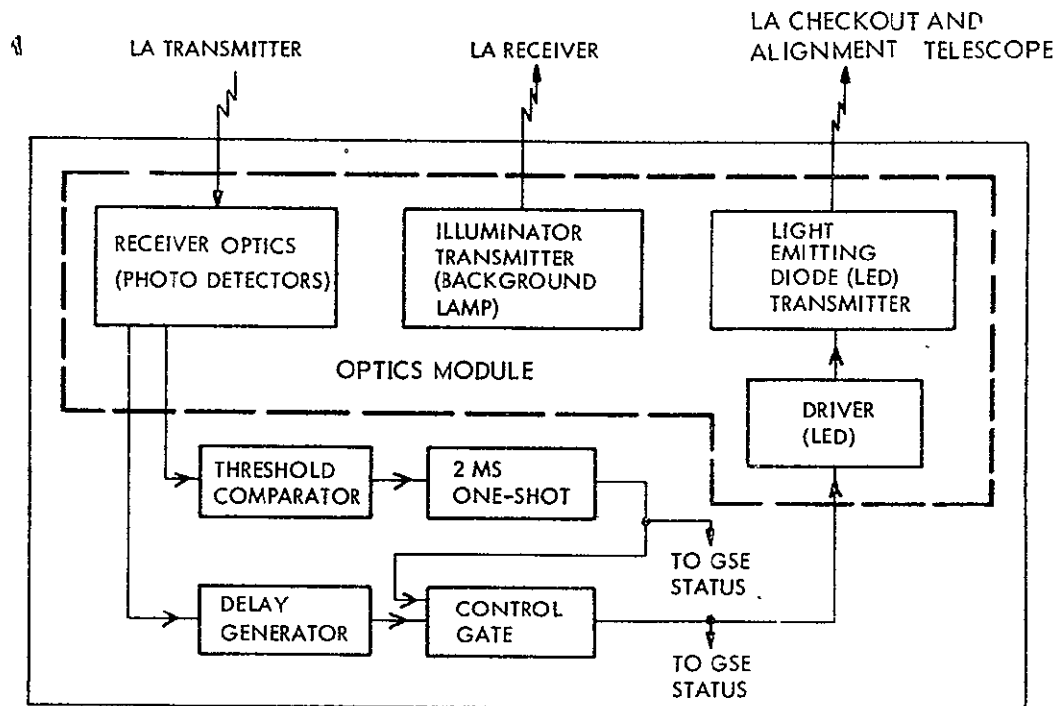 LA TRANSMITTER
LA RECEIVER
LA CHECKOUT AND
ALIGNMENT TELESCOPE
RECEIVER OPTICS
(PHOTO DETECTORS)
ILLUMINATOR
TRANSMITTER
(BACKGROUND
LAMP)
LIGHT
EMITTING
DIODE (LED)
TRANSMITTER
OPTICS MODULE
DRIVER
(LED)
THRESHOLD
COMPARATOR
2 MS
ONE-SHOT
TO GSE
STATUS
DELAY
GENERATOR
CONTROL
GATE
TO GSE
STATUS